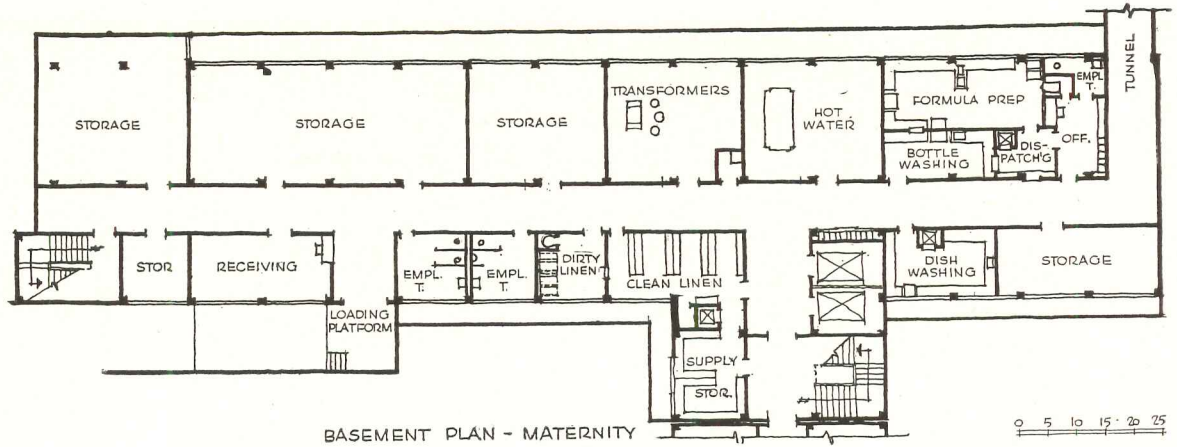 TUNNEL
EMPL
T.
STORAGE
STORAGE
STORAGE
TRANSFORMERS
HOT
WATER
FORMULA PREP
BOTTLE
WASHING
DIS-
PATCH'G
OFF.
STOR
RECEIVING
LOADING
PLATFORM
EMPL.
T.
EMPL.
T.
DIRTY
LINEN
CLEAN LINEN
SUPPLY
STOR.
DISH
WASHING
STORAGE
BASEMENT PLAN - MATERNITY
0 5 10 15 20 25